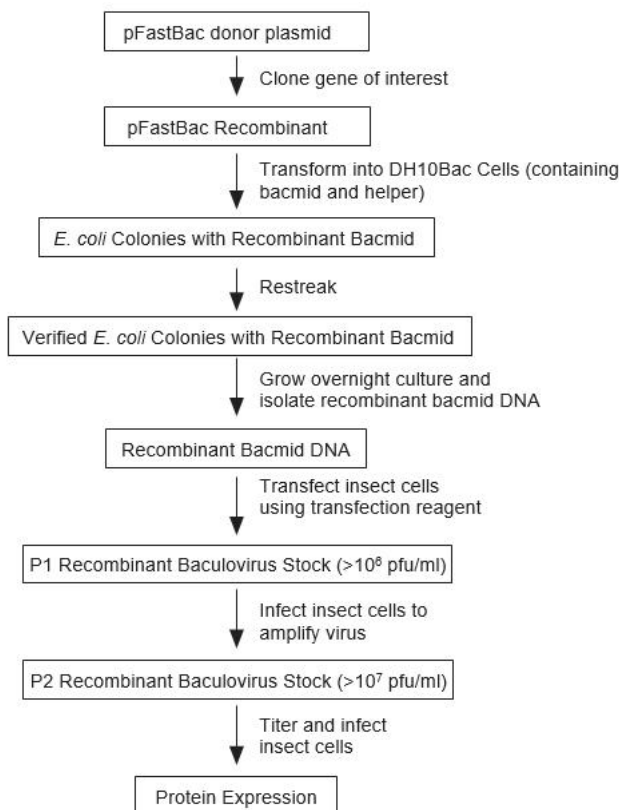 pFastBac donor plasmid
Clone gene of interest
pFastBac Recombinant
Transform into DH10Bac Cells (containing
bacmid and helper)
E. coli Colonies with Recombinant Bacmid
Restreak
Verified E. coli Colonies with Recombinant Bacmid
Grow overnight culture and
isolate recombinant bacmid DNA
Recombinant Bacmid DNA
Transfect insect cells
using transfection reagent
P1 Recombinant Baculovirus Stock (>10⁶ pfu/ml)
Infect insect cells to
amplify virus
P2 Recombinant Baculovirus Stock (>10⁷ pfu/ml)
Titer and infect
insect cells
Protein Expression